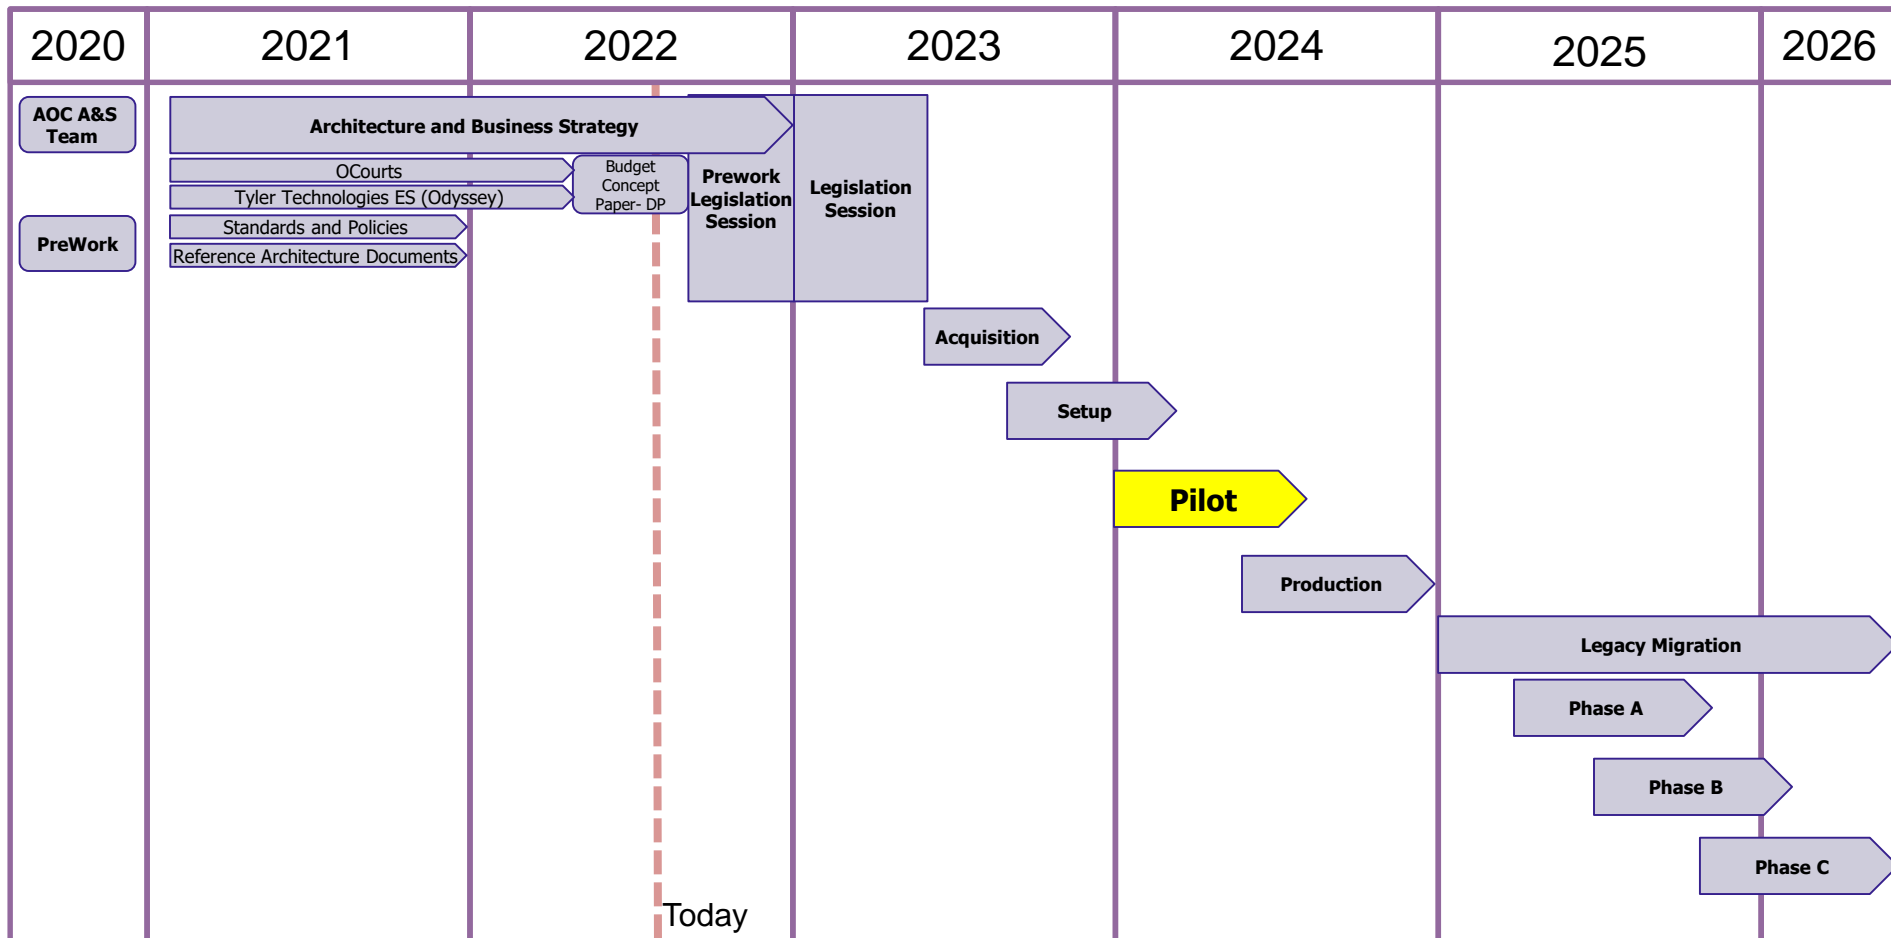 2020
2021
2022
2023
2024
2025
2026
AOC A&S
Team
Architecture and Business Strategy
OCourts
Tyler Technologies ES (Odyssey)
Budget
Concept
Paper- DP
Prework
Legislation
Session
Legislation
Session
PreWork
Standards and Policies
Reference Architecture Documents
Acquisition
Setup
Pilot
Production
Legacy Migration
Phase A
Phase B
Phase C
Today